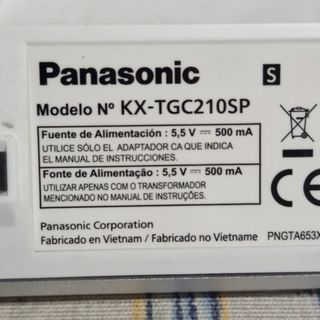 Panasonic
S
Modelo Nº KX-TGC210SP
Fuente de Alimentación : 5,5 V ⎓ 500 mA
UTILICE SÓLO EL ADAPTADOR CA QUE INDICA
EL MANUAL DE INSTRUCCIONES.
Fonte de Alimentação : 5,5 V ⎓ 500 mA
UTILIZAR APENAS COM O TRANSFORMADOR
MENCIONADO NO MANUAL DE INSTRUÇÕES.
CE
Panasonic Corporation
Fabricado en Vietnam / Fabricado no Vietname
PNGTA653X